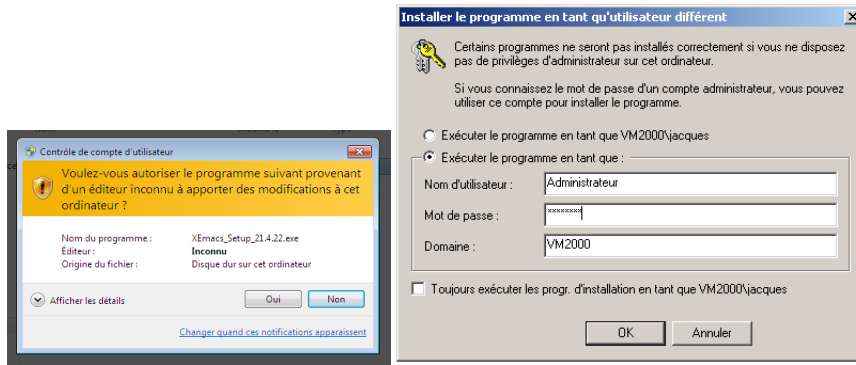 Contrôle de compte d'utilisateur
Voulez-vous autoriser le programme suivant provenant
d'un éditeur inconnu à apporter des modifications à cet
ordinateur ?
Nom du programme : XEmacs_Setup_21.4.22.exe
Éditeur : Inconnu
Origine du fichier : Disque dur sur cet ordinateur
Afficher les détails Oui Non
Changer quand ces notifications apparaissent
Installer le programme en tant qu'utilisateur différent
Certains programmes ne seront pas installés correctement si vous ne disposez
pas de privilèges d'administrateur sur cet ordinateur.
Si vous connaissez le mot de passe d'un compte administrateur, vous pouvez
utiliser ce compte pour installer le programme.
Exécuter le programme en tant que VM2000\jacques
Exécuter le programme en tant que :
Nom d'utilisateur : Administrateur
Mot de passe : ××××××××
Domaine : VM2000
Toujours exécuter les progr. d'installation en tant que VM2000\jacques
OK Annuler